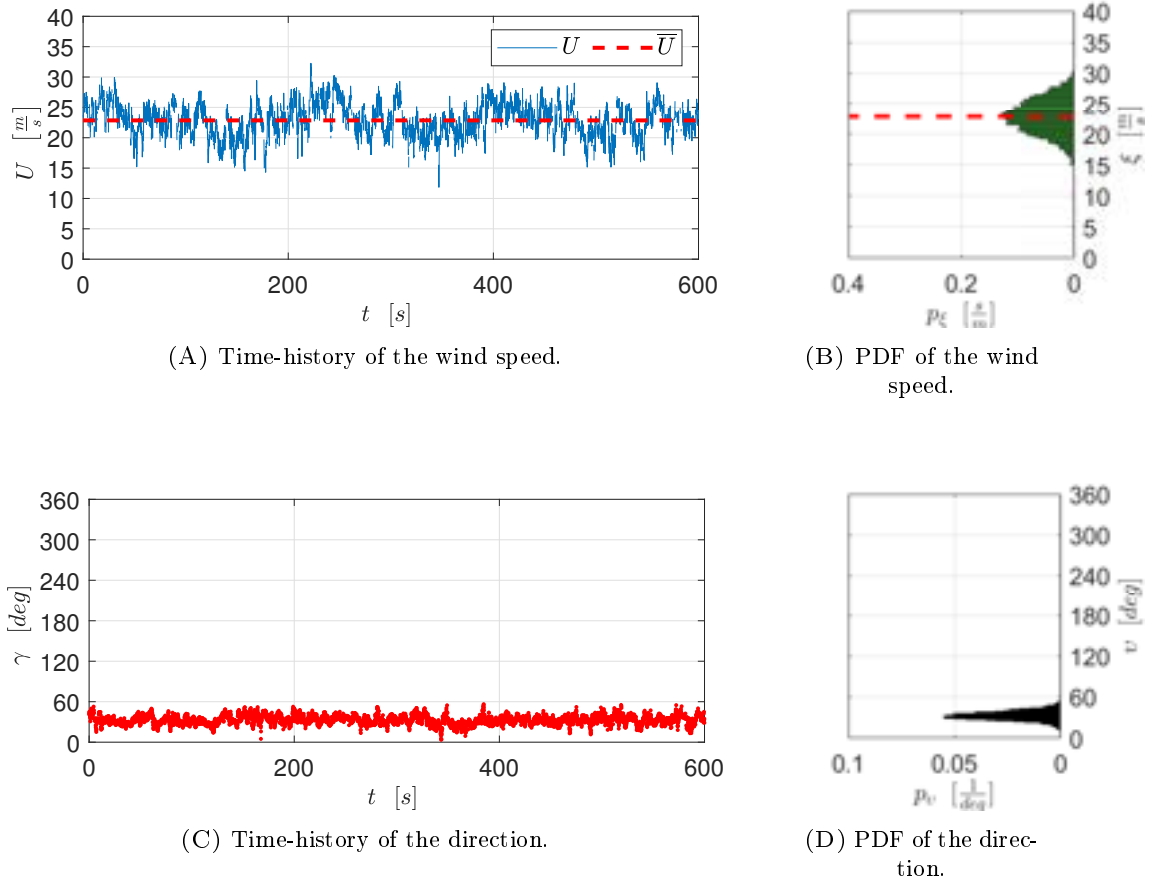 40
35
30
25
20
15
10
5
0
U [m/s]
U U̅
0 200 400 600
t [s]
(A) Time-history of the wind speed.
40
35
30
25
20
15
10
5
0
ξ [m/s]
0.4 0.2 0
p_ξ [s/m]
(B) PDF of the wind
speed.
360
300
240
180
120
60
0
γ [deg]
0 200 400 600
t [s]
(C) Time-history of the direction.
360
300
240
180
120
60
0
υ [deg]
0.1 0.05 0
p_υ [1/deg]
(D) PDF of the direc-
tion.